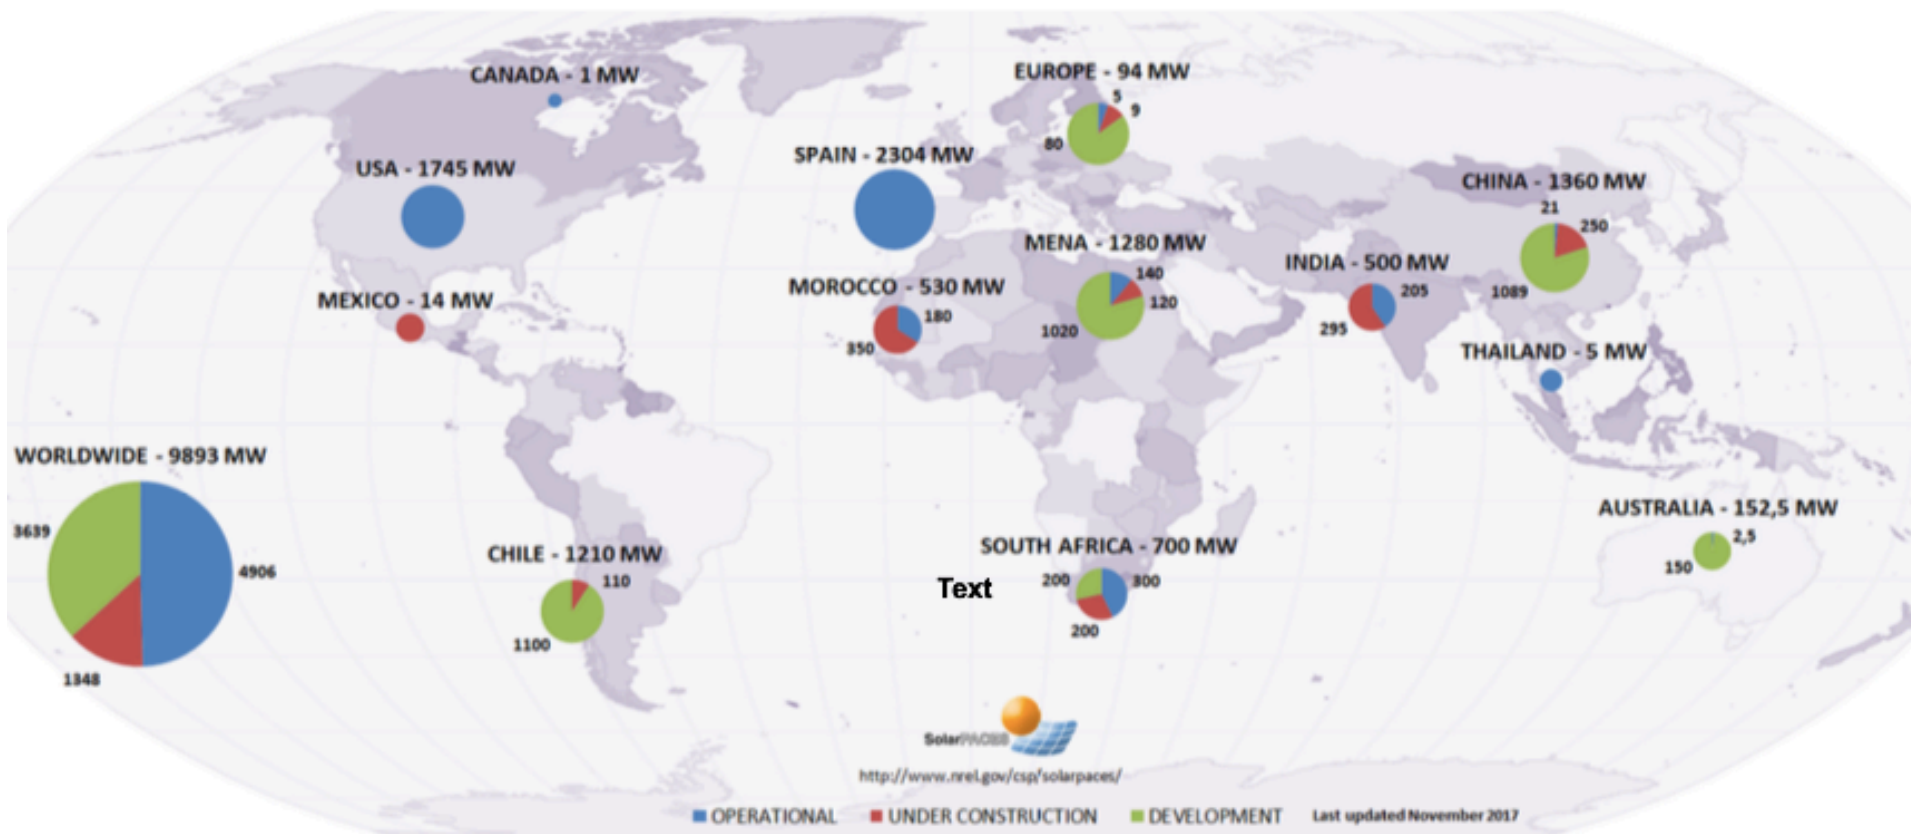 CANADA - 1 MW
EUROPE - 94 MW
5
9
80
USA - 1745 MW
SPAIN - 2304 MW
CHINA - 1360 MW
21
250
1089
MENA - 1280 MW
140
120
1020
INDIA - 500 MW
205
295
MOROCCO - 530 MW
180
350
MEXICO - 14 MW
THAILAND - 5 MW
WORLDWIDE - 9893 MW
3639
4906
1348
AUSTRALIA - 152,5 MW
2,5
150
CHILE - 1210 MW
110
1100
SOUTH AFRICA - 700 MW
200
300
200
Text
SolarPACES
http://www.nrel.gov/csp/solarpaces/
OPERATIONAL UNDER CONSTRUCTION DEVELOPMENT Last updated November 2017